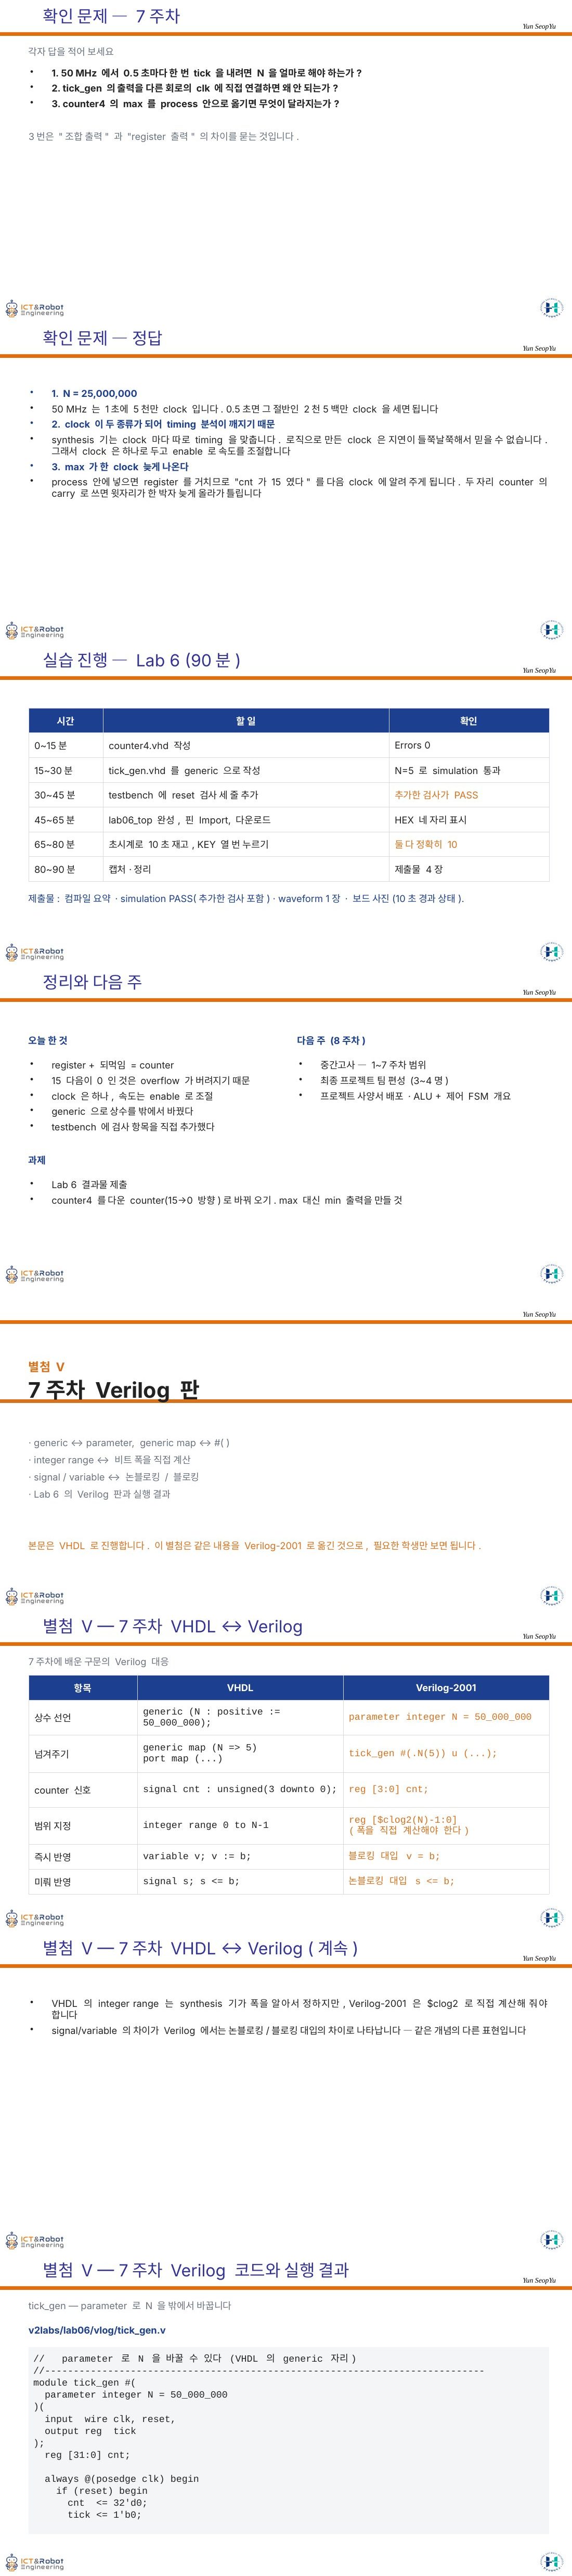 확인 문제 — 7 주차
Yun SeopYu
각자 답을 적어 보세요
• 1. 50 MHz 에서 0.5 초마다 한 번 tick 을 내려면 N 을 얼마로 해야 하는가 ?
• 2. tick_gen 의 출력을 다른 회로의 clk 에 직접 연결하면 왜 안 되는가 ?
• 3. counter4 의 max 를 process 안으로 옮기면 무엇이 달라지는가 ?
3 번은 " 조합 출력 " 과 "register 출력 " 의 차이를 묻는 것입니다 .
ICT&Robot
Engineering
확인 문제 — 정답
Yun SeopYu
• 1. N = 25,000,000
• 50 MHz 는 1 초에 5 천만 clock 입니다 . 0.5 초면 그 절반인 2 천 5 백만 clock 을 세면 됩니다
• 2. clock 이 두 종류가 되어 timing 분석이 깨지기 때문
• synthesis 기는 clock 마다 따로 timing 을 맞춥니다 . 로직으로 만든 clock 은 지연이 들쭉날쭉해서 믿을 수 없습니다 .
그래서 clock 은 하나로 두고 enable 로 속도를 조절합니다
• 3. max 가 한 clock 늦게 나온다
• process 안에 넣으면 register 를 거치므로 "cnt 가 15 였다 " 를 다음 clock 에 알려 주게 됩니다 . 두 자리 counter 의
carry 로 쓰면 윗자리가 한 박자 늦게 올라가 틀립니다
ICT&Robot
Engineering
실습 진행 — Lab 6 (90 분 )
Yun SeopYu
시간 할 일 확인
0~15 분 counter4.vhd 작성 Errors 0
15~30 분 tick_gen.vhd 를 generic 으로 작성 N=5 로 simulation 통과
30~45 분 testbench 에 reset 검사 세 줄 추가 추가한 검사가 PASS
45~65 분 lab06_top 완성 , 핀 Import, 다운로드 HEX 네 자리 표시
65~80 분 초시계로 10 초 재고 , KEY 열 번 누르기 둘 다 정확히 10
80~90 분 캡처 · 정리 제출물 4 장
제출물 : 컴파일 요약 · simulation PASS( 추가한 검사 포함 ) · waveform 1 장 · 보드 사진 (10 초 경과 상태 ).
ICT&Robot
Engineering
정리와 다음 주
Yun SeopYu
오늘 한 것
• register + 되먹임 = counter
• 15 다음이 0 인 것은 overflow 가 버려지기 때문
• clock 은 하나 , 속도는 enable 로 조절
• generic 으로 상수를 밖에서 바꿨다
• testbench 에 검사 항목을 직접 추가했다
다음 주 (8 주차 )
• 중간고사 — 1~7 주차 범위
• 최종 프로젝트 팀 편성 (3~4 명 )
• 프로젝트 사양서 배포 · ALU + 제어 FSM 개요
과제
• Lab 6 결과물 제출
• counter4 를 다운 counter(15→0 방향 ) 로 바꿔 오기 . max 대신 min 출력을 만들 것
ICT&Robot
Engineering
Yun SeopYu
별첨 V
7 주차 Verilog 판
· generic ↔ parameter, generic map ↔ #( )
· integer range ↔ 비트 폭을 직접 계산
· signal / variable ↔ 논블로킹 / 블로킹
· Lab 6 의 Verilog 판과 실행 결과
본문은 VHDL 로 진행합니다 . 이 별첨은 같은 내용을 Verilog-2001 로 옮긴 것으로 , 필요한 학생만 보면 됩니다 .
ICT&Robot
Engineering
별첨 V — 7 주차 VHDL ↔ Verilog
Yun SeopYu
7 주차에 배운 구문의 Verilog 대응
항목 VHDL Verilog-2001
상수 선언 generic (N : positive :=
50_000_000); parameter integer N = 50_000_000
넘겨주기 generic map (N => 5)
port map (...) tick_gen #(.N(5)) u (...);
counter 신호 signal cnt : unsigned(3 downto 0); reg [3:0] cnt;
범위 지정 integer range 0 to N-1 reg [$clog2(N)-1:0]
( 폭을 직접 계산해야 한다 )
즉시 반영 variable v; v := b; 블로킹 대입 v = b;
미뤄 반영 signal s; s <= b; 논블로킹 대입 s <= b;
ICT&Robot
Engineering
별첨 V — 7 주차 VHDL ↔ Verilog ( 계속 )
Yun SeopYu
• VHDL 의 integer range 는 synthesis 기가 폭을 알아서 정하지만 , Verilog-2001 은 $clog2 로 직접 계산해 줘야
합니다
• signal/variable 의 차이가 Verilog 에서는 논블로킹 / 블로킹 대입의 차이로 나타납니다 — 같은 개념의 다른 표현입니다
ICT&Robot
Engineering
별첨 V — 7 주차 Verilog 코드와 실행 결과
Yun SeopYu
tick_gen — parameter 로 N 을 밖에서 바꿉니다
v2labs/lab06/vlog/tick_gen.v
// parameter 로 N 을 바꿀 수 있다 (VHDL 의 generic 자리 )
//-----------------------------------------------------------------------------
module tick_gen #(
parameter integer N = 50_000_000
)(
input wire clk, reset,
output reg tick
);
reg [31:0] cnt;
always @(posedge clk) begin
if (reset) begin
cnt <= 32'd0;
tick <= 1'b0;
ICT&Robot
Engineering